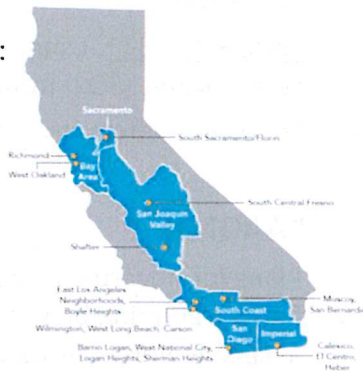 :
Sacramento
South Sacramento/Florin
Richmond
West Oakland
Bay
Area
San Joaquin
Valley
South Central Fresno
Shafter
East Los Angeles
Neighborhoods,
Boyle Heights
Muscoy,
San Bernardi
South Coast
Wilmington, West Long Beach, Carson
San
Diego
Imperial
Barrio Logan, West National City,
Logan Heights, Sherman Heights
Calexico,
El Centro,
Heber